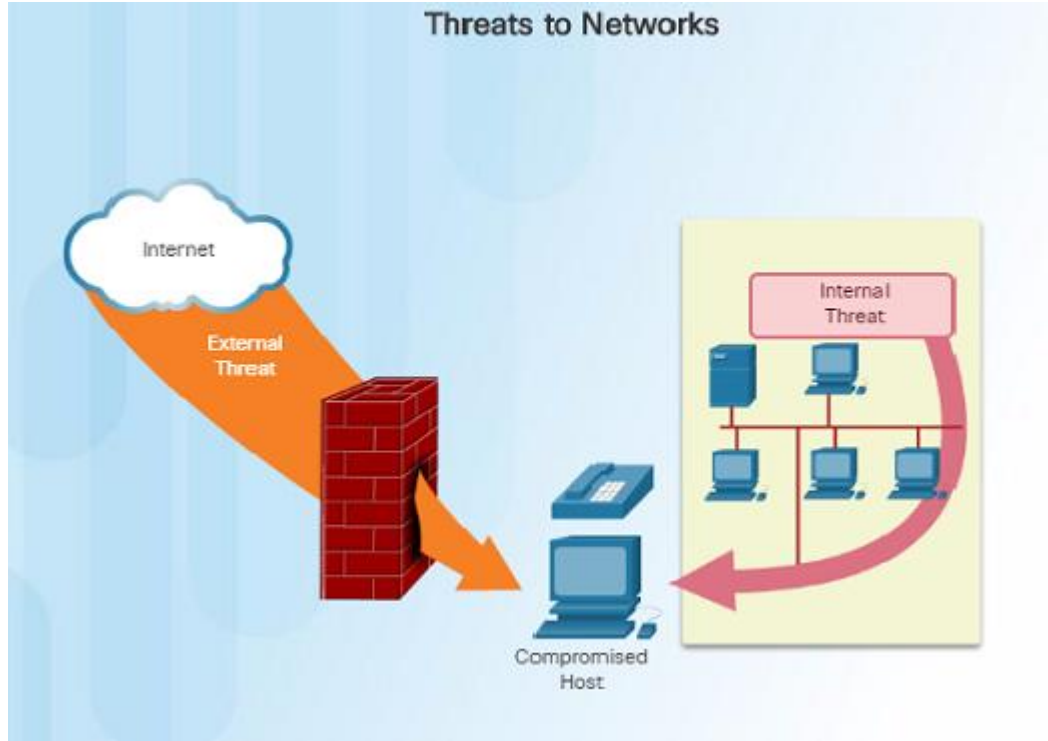 Threats to Networks
Internet
External
Threat
Internal
Threat
Compromised
Host